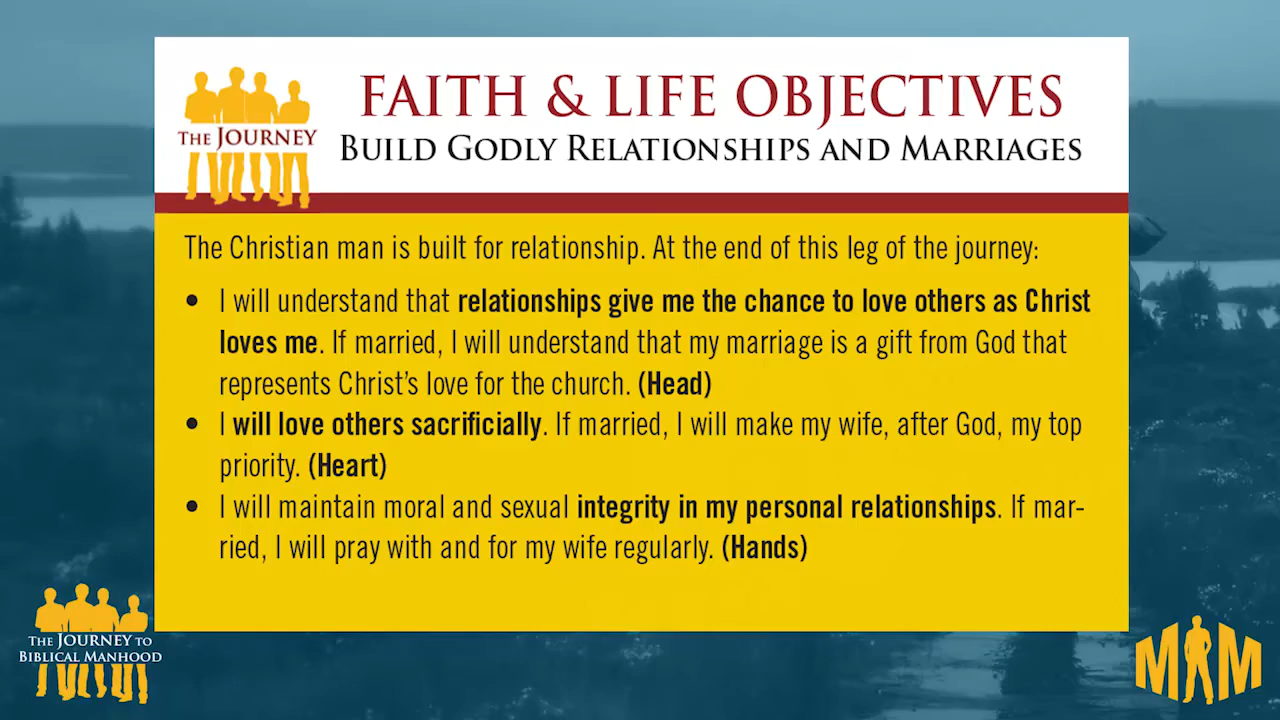 FAITH & LIFE OBJECTIVES
THE JOURNEY
BUILD GODLY RELATIONSHIPS AND MARRIAGES
The Christian man is built for relationship. At the end of this leg of the journey:
• I will understand that relationships give me the chance to love others as Christ
loves me. If married, I will understand that my marriage is a gift from God that
represents Christ's love for the church. (Head)
• I will love others sacrificially. If married, I will make my wife, after God, my top
priority. (Heart)
• I will maintain moral and sexual integrity in my personal relationships. If mar-
ried, I will pray with and for my wife regularly. (Hands)
THE JOURNEY TO
BIBLICAL MANHOOD
M M